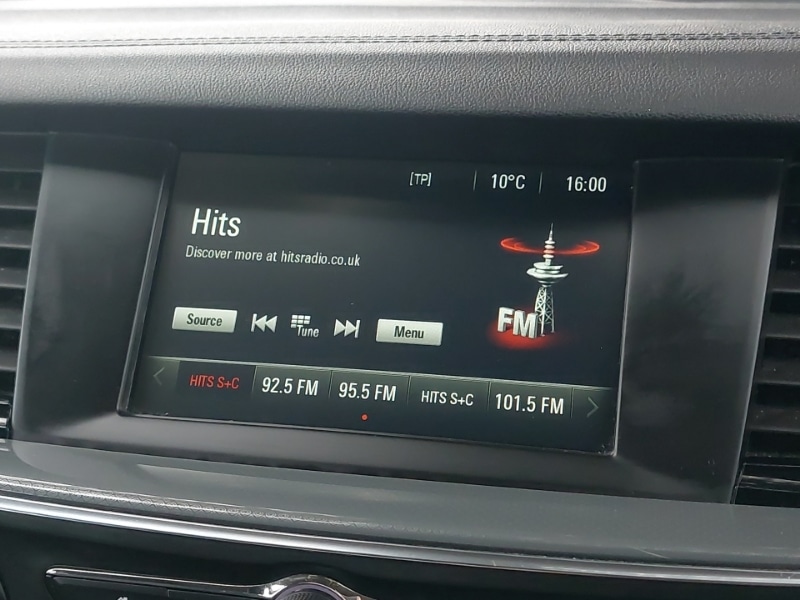 [TP] 10°C 16:00
Hits
Discover more at hitsradio.co.uk
FM
Source Tune Menu
HITS S+C 92.5 FM 95.5 FM HITS S+C 101.5 FM